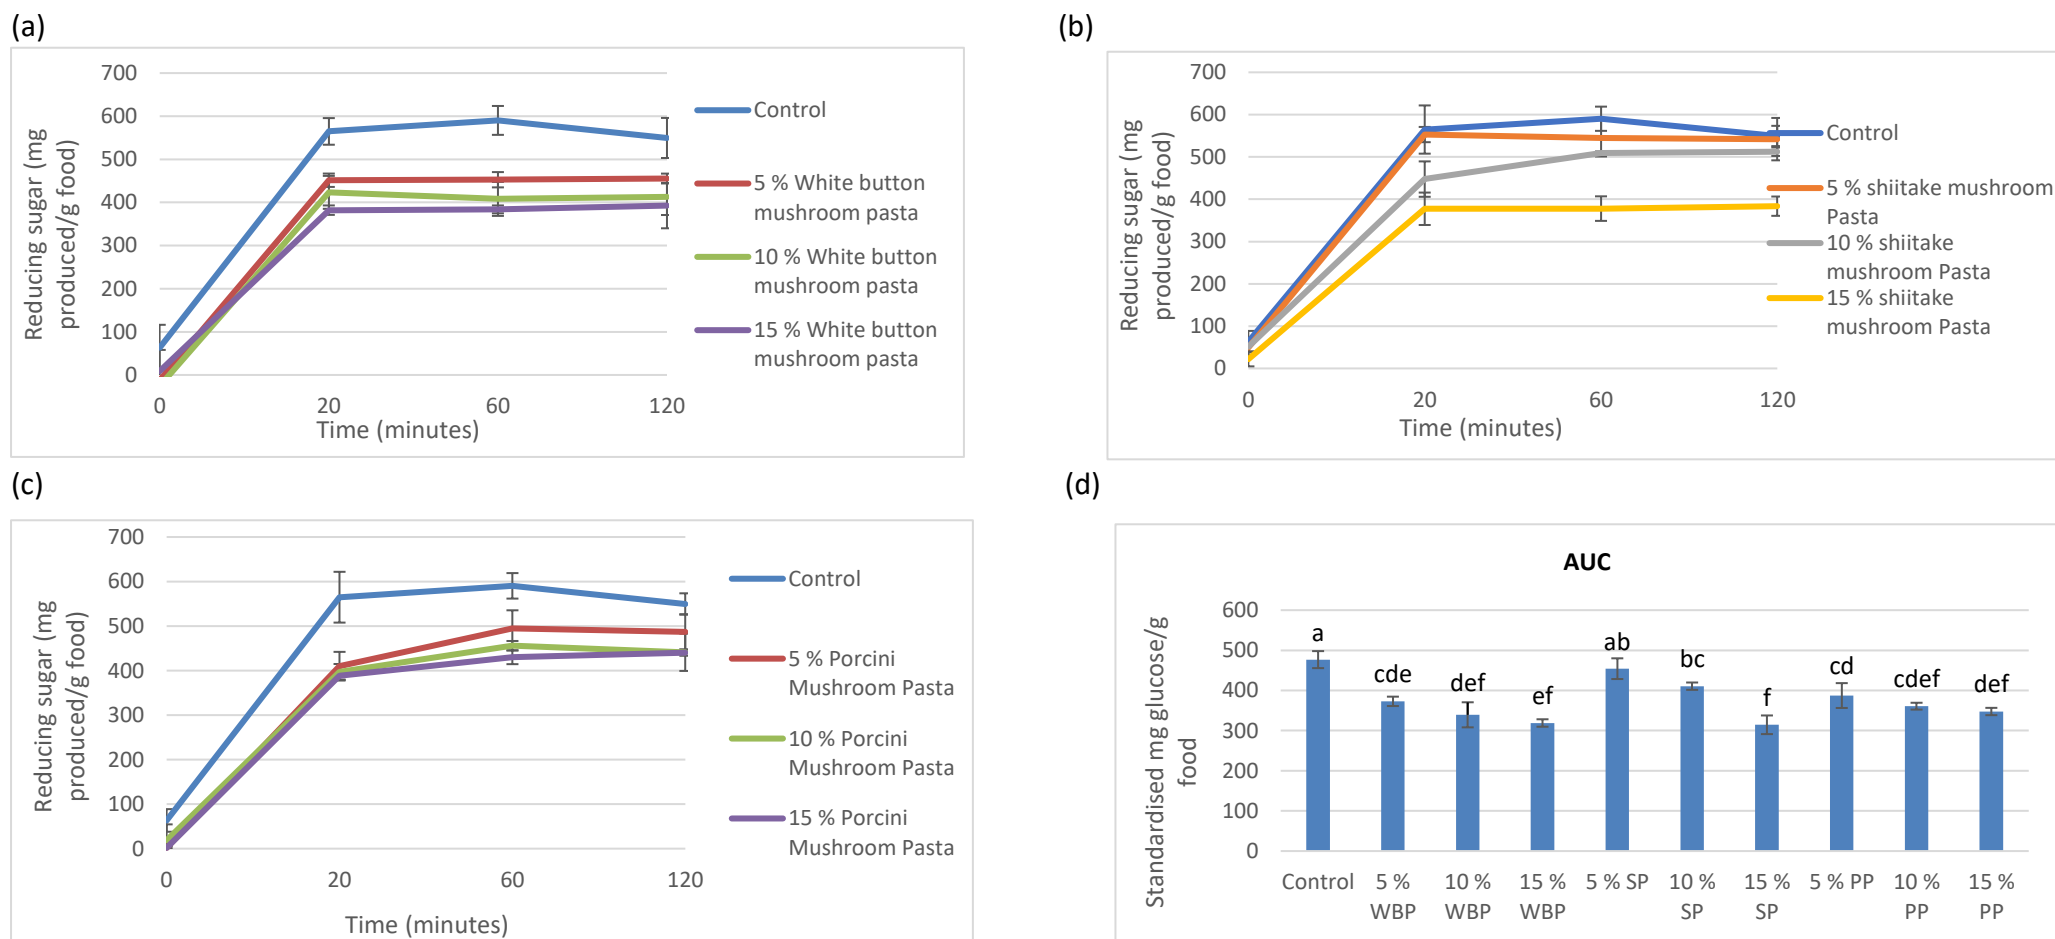 (a)
700
600
500
400
300
200
100
0
0
20
60
120
Reducing sugar (mg
produced/g food)
Time (minutes)
Control
5 % White button
mushroom pasta
10 % White button
mushroom pasta
15 % White button
mushroom pasta
(b)
700
600
500
400
300
200
100
0
0
20
60
120
Reducing sugar (mg
produced/g food)
Time (minutes)
Control
5 % shiitake mushroom
Pasta
10 % shiitake
mushroom Pasta
15 % shiitake
mushroom Pasta
(c)
700
600
500
400
300
200
100
0
0
20
60
120
Reducing sugar (mg
produced/g food)
Time (minutes)
Control
5 % Porcini
Mushroom Pasta
10 % Porcini
Mushroom Pasta
15 % Porcini
Mushroom Pasta
(d)
AUC
600
500
400
300
200
100
0
Standardised mg glucose/g
food
a
cde
def
ef
ab
bc
f
cd
cdef
def
Control
5 %
WBP
10 %
WBP
15 %
WBP
5 % SP
10 %
SP
15 %
SP
5 % PP
10 %
PP
15 %
PP